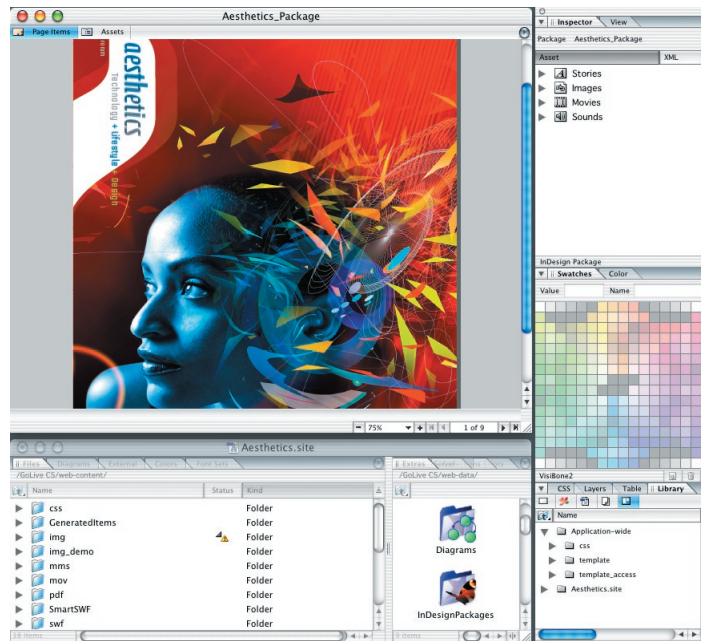 Aesthetics_Package
Page Items
Assets
aesthetics
Technology + Lifestyle + Design
75%
1 of 9
Inspector
View
Package Aesthetics_Package
Asset
XML
Stories
Images
Movies
Sounds
InDesign Package
Swatches
Color
Value
Name
VisiBone2
CSS
Layers
Table
Library
Name
Application-wide
css
template
template_access
Aesthetics.site
Aesthetics.site
Files
Diagrams
External
Colors
Font Sets
/GoLive CS/web-content/
Name
Status
Kind
css
Folder
GeneratedItems
Folder
img
Folder
img_demo
Folder
mms
Folder
mov
Folder
pdf
Folder
SmartSWF
Folder
swf
Folder
Extras
/GoLive CS/web-data/
Diagrams
InDesignPackages